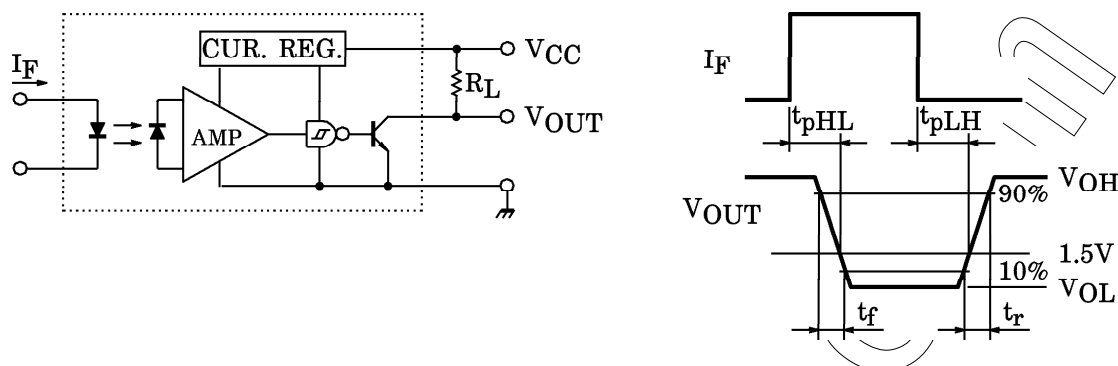 CUR. REG.
VCC
IF
RL
AMP
VOUT
IF
tpHL
tpLH
VOH
90%
VOUT
1.5V
10%
VOL
tf
tr